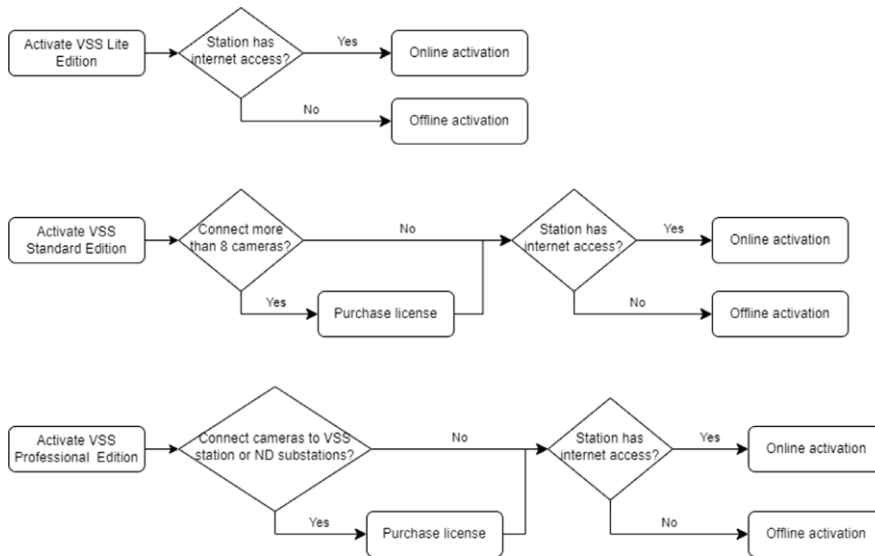 Activate VSS Lite
Edition
Station has
internet access?
Yes
Online activation
No
Offline activation
Activate VSS
Standard Edition
Connect more
than 8 cameras?
No
Yes
Purchase license
Station has
internet access?
Yes
Online activation
No
Offline activation
Activate VSS
Professional Edition
Connect cameras to VSS
station or ND substations?
No
Yes
Purchase license
Station has
internet access?
Yes
Online activation
No
Offline activation